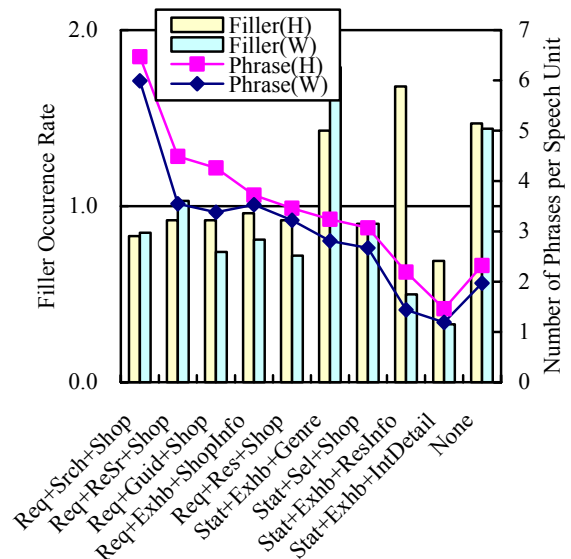 Filler(H)
Filler(W)
Phrase(H)
Phrase(W)
2.0
1.0
0.0
Filler Occurence Rate
7
6
5
4
3
2
1
0
Number of Phrases per Speech Unit
Req+Srch+Shop
Req+ReSr+Shop
Req+Guid+Shop
Req+Exhb+ShopInfo
Req+Res+Shop
Stat+Exhb+Genre
Stat+Sel+Shop
Stat+Exhb+ResInfo
Stat+Exhb+IntDetail
None